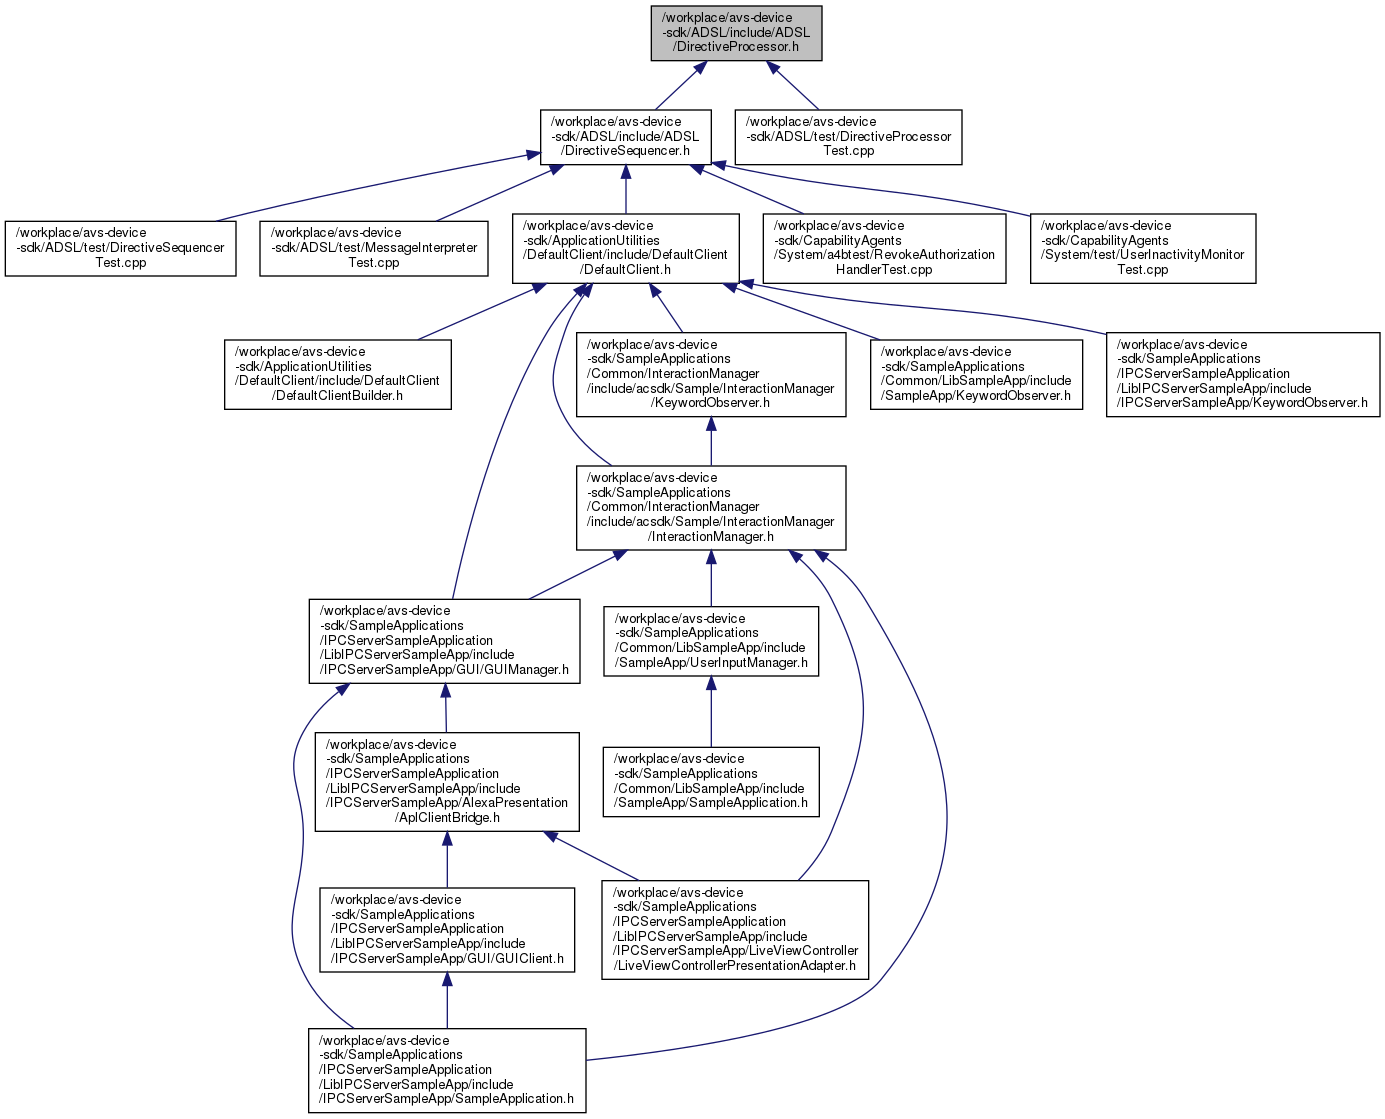 /workplace/avs-device
-sdk/ADSL/include/ADSL
/DirectiveProcessor.h
/workplace/avs-device
-sdk/ADSL/include/ADSL
/DirectiveSequencer.h
/workplace/avs-device
-sdk/ADSL/test/DirectiveProcessor
Test.cpp
/workplace/avs-device
-sdk/ADSL/test/DirectiveSequencer
Test.cpp
/workplace/avs-device
-sdk/ADSL/test/MessageInterpreter
Test.cpp
/workplace/avs-device
-sdk/ApplicationUtilities
/DefaultClient/include/DefaultClient
/DefaultClient.h
/workplace/avs-device
-sdk/CapabilityAgents
/System/a4btest/RevokeAuthorization
HandlerTest.cpp
/workplace/avs-device
-sdk/CapabilityAgents
/System/test/UserInactivityMonitor
Test.cpp
/workplace/avs-device
-sdk/ApplicationUtilities
/DefaultClient/include/DefaultClient
/DefaultClientBuilder.h
/workplace/avs-device
-sdk/SampleApplications
/Common/InteractionManager
/include/acsdk/Sample/InteractionManager
/KeywordObserver.h
/workplace/avs-device
-sdk/SampleApplications
/Common/LibSampleApp/include
/SampleApp/KeywordObserver.h
/workplace/avs-device
-sdk/SampleApplications
/IPCServerSampleApplication
/LibIPCServerSampleApp/include
/IPCServerSampleApp/KeywordObserver.h
/workplace/avs-device
-sdk/SampleApplications
/Common/InteractionManager
/include/acsdk/Sample/InteractionManager
/InteractionManager.h
/workplace/avs-device
-sdk/SampleApplications
/IPCServerSampleApplication
/LibIPCServerSampleApp/include
/IPCServerSampleApp/GUI/GUIManager.h
/workplace/avs-device
-sdk/SampleApplications
/Common/LibSampleApp/include
/SampleApp/UserInputManager.h
/workplace/avs-device
-sdk/SampleApplications
/IPCServerSampleApplication
/LibIPCServerSampleApp/include
/IPCServerSampleApp/AlexaPresentation
/AplClientBridge.h
/workplace/avs-device
-sdk/SampleApplications
/Common/LibSampleApp/include
/SampleApp/SampleApplication.h
/workplace/avs-device
-sdk/SampleApplications
/IPCServerSampleApplication
/LibIPCServerSampleApp/include
/IPCServerSampleApp/GUI/GUIClient.h
/workplace/avs-device
-sdk/SampleApplications
/IPCServerSampleApplication
/LibIPCServerSampleApp/include
/IPCServerSampleApp/LiveViewController
/LiveViewControllerPresentationAdapter.h
/workplace/avs-device
-sdk/SampleApplications
/IPCServerSampleApplication
/LibIPCServerSampleApp/include
/IPCServerSampleApp/SampleApplication.h